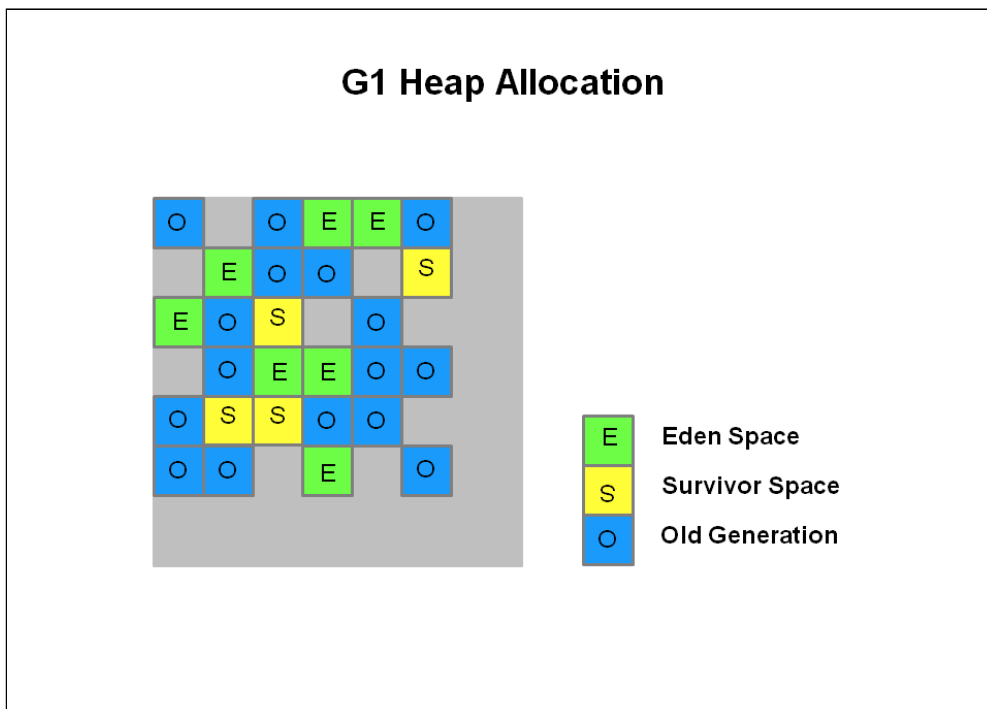 G1 Heap Allocation
O O E E O
E O O S
E O S O
O E E O O
O S S O O
O O E O
E Eden Space
S Survivor Space
O Old Generation